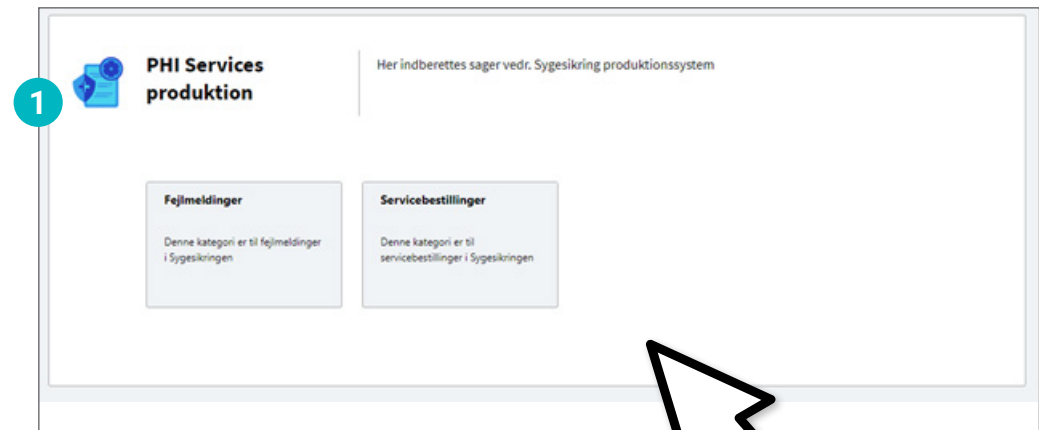 1
PHI Services
produktion
Her indberettes sager vedr. Sygesikring produktionssystem
Fejlmeldinger
Denne kategori er til fejlmeldinger
i Sygesikringen
Servicebestillinger
Denne kategori er til
servicebestillinger i Sygesikringen